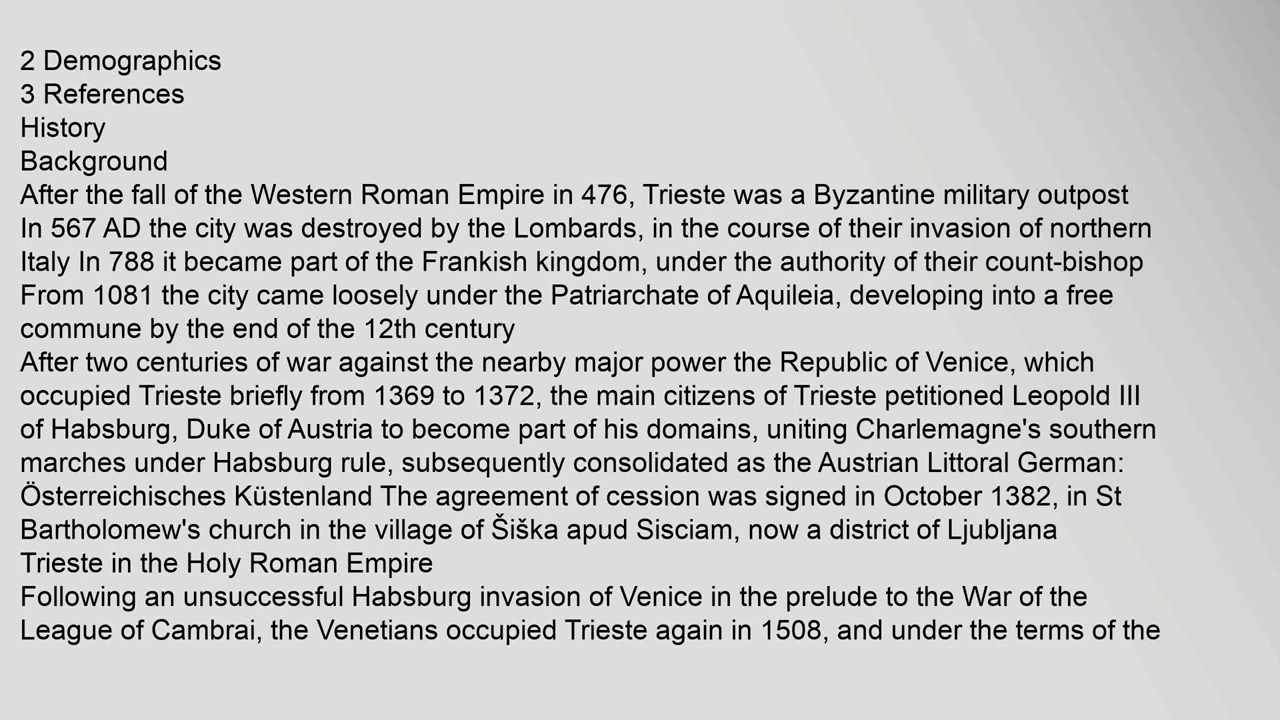 2 Demographics
3 References
History
Background
After the fall of the Western Roman Empire in 476, Trieste was a Byzantine military outpost
In 567 AD the city was destroyed by the Lombards, in the course of their invasion of northern
Italy In 788 it became part of the Frankish kingdom, under the authority of their count-bishop
From 1081 the city came loosely under the Patriarchate of Aquileia, developing into a free
commune by the end of the 12th century
After two centuries of war against the nearby major power the Republic of Venice, which
occupied Trieste briefly from 1369 to 1372, the main citizens of Trieste petitioned Leopold III
of Habsburg, Duke of Austria to become part of his domains, uniting Charlemagne's southern
marches under Habsburg rule, subsequently consolidated as the Austrian Littoral German:
Österreichisches Küstenland The agreement of cession was signed in October 1382, in St
Bartholomew's church in the village of Šiška apud Sisciam, now a district of Ljubljana
Trieste in the Holy Roman Empire
Following an unsuccessful Habsburg invasion of Venice in the prelude to the War of the
League of Cambrai, the Venetians occupied Trieste again in 1508, and under the terms of the